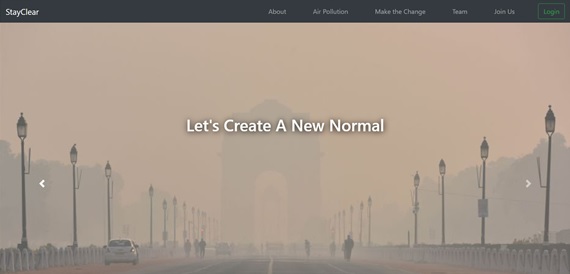 StayClear
About
Air Pollution
Make the Change
Team
Join Us
Login
Let's Create A New Normal